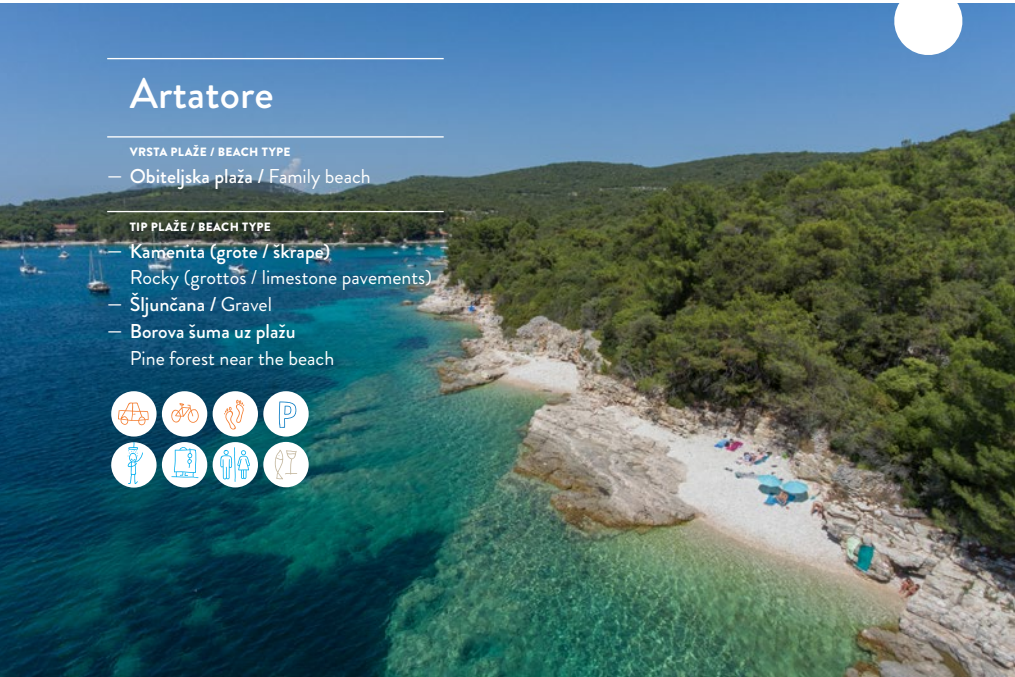 Artatore
VRSTA PLAŽE / BEACH TYPE
— Obiteljska plaža / Family beach
TIP PLAŽE / BEACH TYPE
— Kamenita (grote / škrape)
Rocky (grottos / limestone pavements)
— Šljunčana / Gravel
— Borova šuma uz plažu
Pine forest near the beach
P